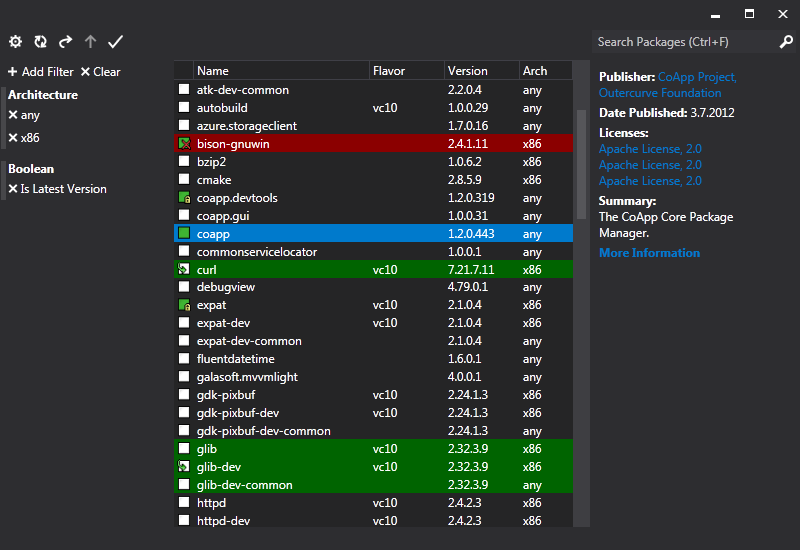 Search Packages (Ctrl+F)
Add Filter Clear
Architecture
any
x86
Boolean
Is Latest Version
Name Flavor Version Arch
atk-dev-common 2.2.0.4 any
autobuild vc10 1.0.0.29 any
azure.storageclient 1.7.0.16 any
bison-gnuwin 2.4.1.11 x86
bzip2 1.0.6.2 x86
cmake 2.8.5.9 x86
coapp.devtools 1.2.0.319 any
coapp.gui 1.0.0.31 any
coapp 1.2.0.443 any
commonservicelocator 1.0.0.1 any
curl vc10 7.21.7.11 x86
debugview 4.79.0.1 any
expat vc10 2.1.0.4 x86
expat-dev vc10 2.1.0.4 x86
expat-dev-common 2.1.0.4 any
fluentdatetime 1.6.0.1 any
galasoft.mvvmlight 4.0.0.1 any
gdk-pixbuf vc10 2.24.1.3 x86
gdk-pixbuf-dev vc10 2.24.1.3 x86
gdk-pixbuf-dev-common 2.24.1.3 any
glib vc10 2.32.3.9 x86
glib-dev vc10 2.32.3.9 x86
glib-dev-common 2.32.3.9 any
httpd vc10 2.4.2.3 x86
httpd-dev vc10 2.4.2.3 x86
Publisher: CoApp Project,
Outercurve Foundation
Date Published: 3.7.2012
Licenses:
Apache License, 2.0
Apache License, 2.0
Apache License, 2.0
Summary:
The CoApp Core Package
Manager.
More Information